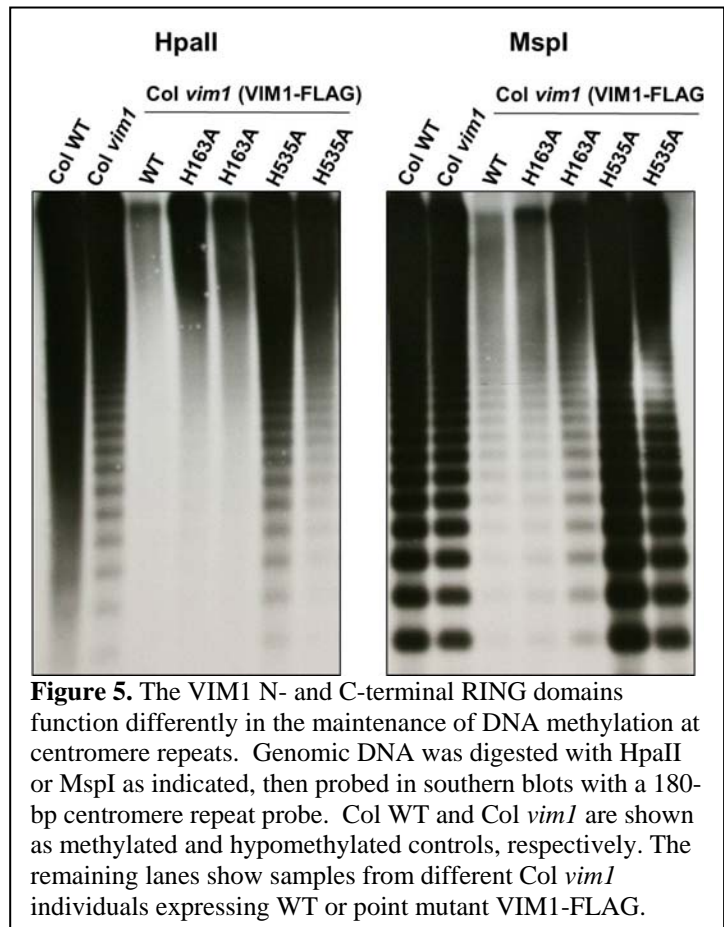 HpaII MspI
Col vim1 (VIM1-FLAG) Col vim1 (VIM1-FLAG
Col WT Col vim1 WT H163A H163A H535A H535A Col WT Col vim1 WT H163A H163A H535A H535A
Figure 5. The VIM1 N- and C-terminal RING domains
function differently in the maintenance of DNA methylation at
centromere repeats. Genomic DNA was digested with HpaII
or MspI as indicated, then probed in southern blots with a 180-
bp centromere repeat probe. Col WT and Col vim1 are shown
as methylated and hypomethylated controls, respectively. The
remaining lanes show samples from different Col vim1
individuals expressing WT or point mutant VIM1-FLAG.